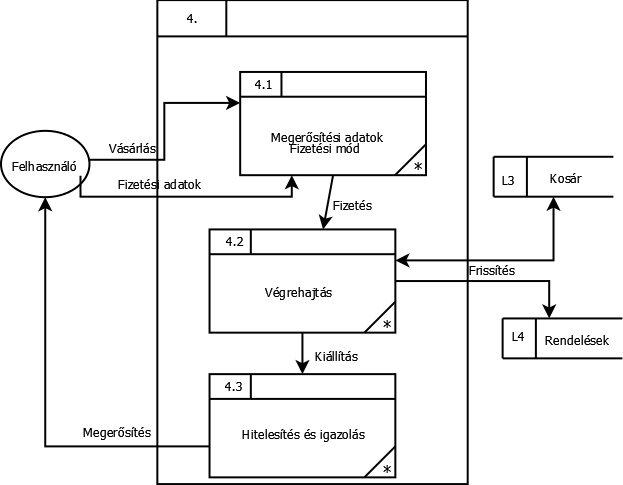 4.
4.1
Megerősítési adatok
Fizetési mód
*
Vásárlás
Felhasználó
Fizetési adatok
L3
Kosár
Fizetés
4.2
Végrehajtás
*
Frissítés
L4
Rendelések
Kiállítás
4.3
Hitelesítés és igazolás
*
Megerősítés